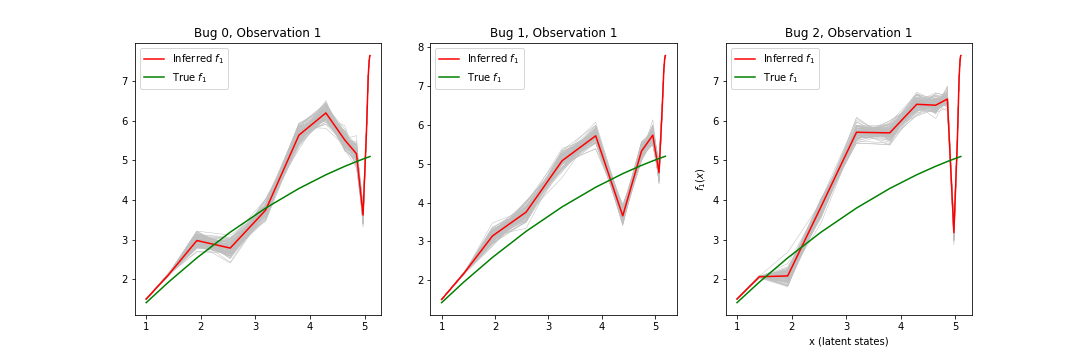 Bug 0, Observation 1
Inferred f₁
True f₁
7
6
5
4
3
2
1 2 3 4 5
Bug 1, Observation 1
Inferred f₁
True f₁
8
7
6
5
4
3
2
1 2 3 4 5
Bug 2, Observation 1
Inferred f₁
True f₁
f₁(x)
7
6
5
4
3
2
1 2 3 4 5
x (latent states)